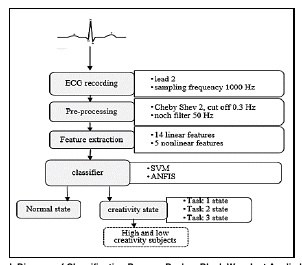 ECG recording
• lead 2
• sampling frequency 1000 Hz
Pre-processing
• Cheby Shev 2, cut off 0.3 Hz
• noch filter 50 Hz
Feature extraction
• 14 linear features
• 5 nonlinear features
classifier
• SVM
• ANFIS
Normal state
creativity state
• Task 1 state
• Task 2 state
• Task 3 state
High and low
creativity subjects